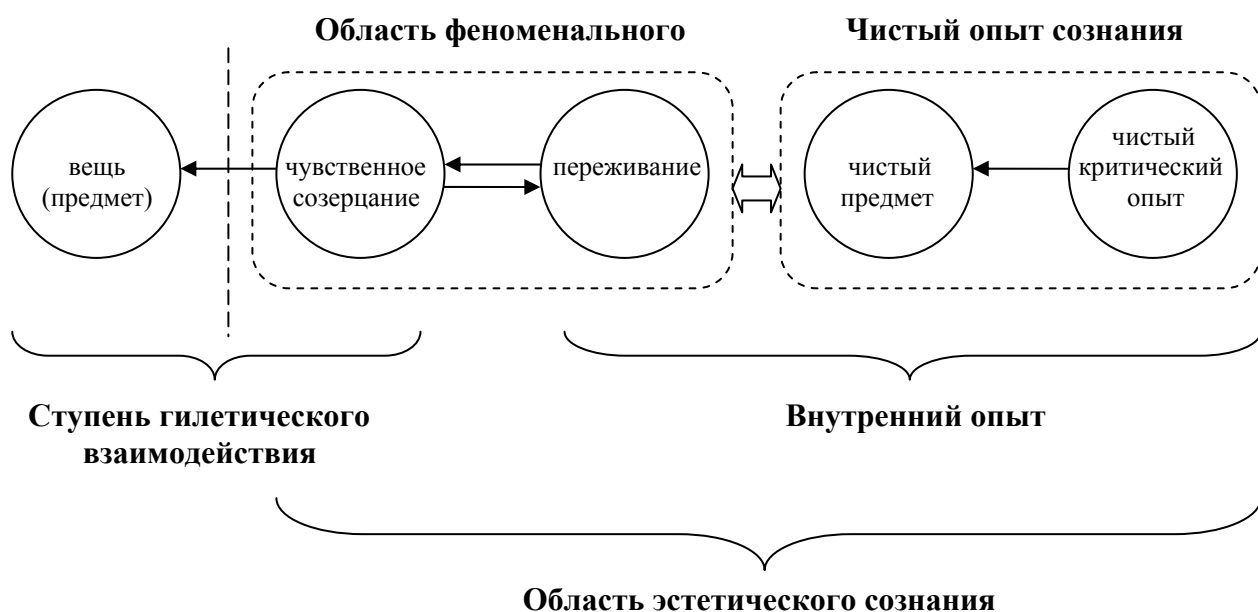 Область феноменального
Чистый опыт сознания
вещь
(предмет)
чувственное
созерцание
переживание
чистый
предмет
чистый
критический
опыт
Ступень гилетического
взаимодействия
Внутренний опыт
Область эстетического сознания